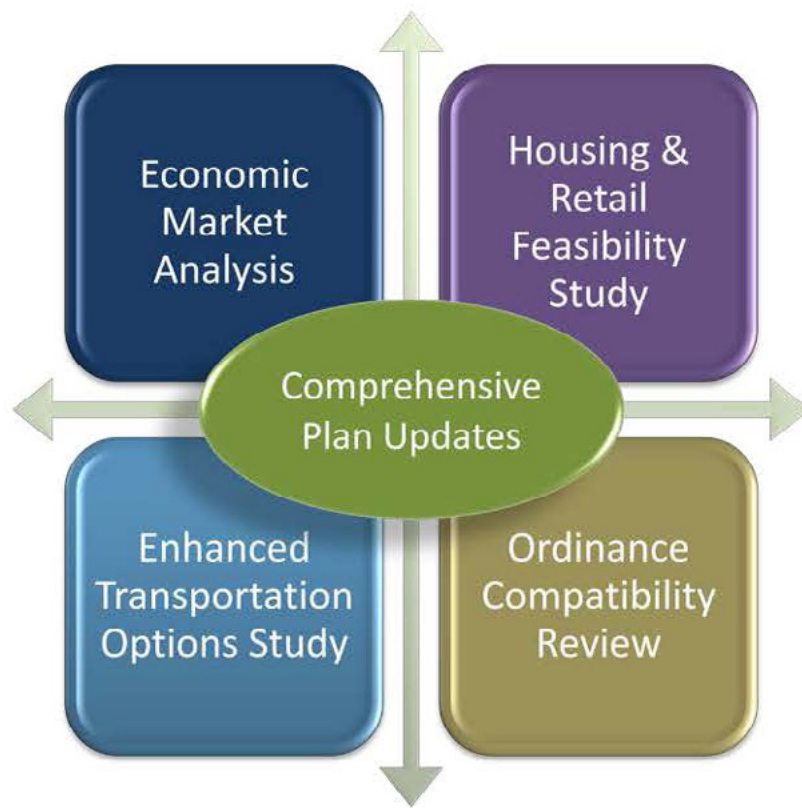 Economic
Market
Analysis
Housing &
Retail
Feasibility
Study
Comprehensive
Plan Updates
Enhanced
Transportation
Options Study
Ordinance
Compatibility
Review